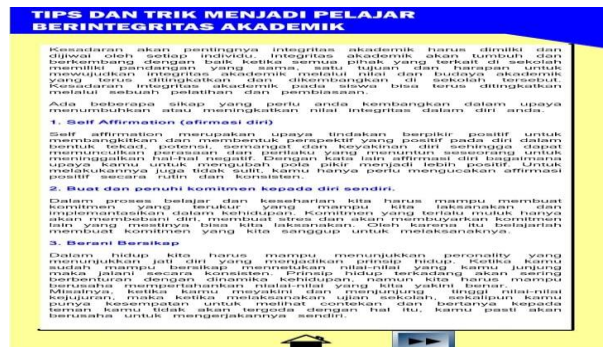 TIPS DAN TRIK MENJADI PELAJAR
BERINTEGRITAS AKADEMIK
Kesadaran akan pentingnya integritas akademik harus dimiliki dan
dijiwai oleh setiap individu. Integritas akademik akan tumbuh dan
berkembang dengan baik ketika semua pihak yang terkait di sekolah
memiliki pandangan yang sama, satu tujuan dan harapan untuk
mewujudkan integritas akademik melalui nilai dan budaya akademik
yang terus ditingkatkan dan dikembangkan di sekolah tersebut.
Kesadaran integritas akademik pada siswa bisa terus ditingkatkan
melalui sebuah pelatihan dan pembiasaan.
Ada beberapa sikap yang perlu anda kembangkan dalam upaya
menumbuhkan atau meningkatkan nilai integritas dalam diri anda.
1. Self Affirmation (afirmasi diri)
Self affirmation merupakan upaya tindakan berpikir positif untuk
membangkitkan dan membentuk perspektif yang positif pada diri dalam
bentuk tekad, potensi, semangat dan keyakinan diri sehingga dapat
memunculkan perasaan dan perilaku yang menuntun seseorang untuk
meninggalkan hal-hal negatif. Dengan kata lain affirmasi diri bagaimana
upaya kamu untuk mengubah pola pikir menjadi lebih positif. Untuk
melakukannya juga tidak sulit, kamu hanya perlu mengucapkan affirmasi
positif secara rutin dan konsisten.
2. Buat dan penuhi komitmen kepada diri sendiri.
Dalam proses belajar dan keseharian kita harus mampu membuat
komitmen yang terukur yang mampu kita laksanakan dan
implementasikan dalam kehidupan. Komitmen yang terlalu muluk hanya
akan membebani diri, membuat stres dan akan membuyarkan komitmen
lain yang mestinya bisa kita laksanakan. Oleh karena itu belajarlah
membuat komitmen yang kita sanggup untuk melaksanaknya.
3. Berani Bersikap
Dalam hidup kita harus mampu menunjukkan peronality yang
menunjukkan jati diri yang menjadikan prinsip hidup. Ketika kamu
sudah mampu bersikap mennetukan nilai-nilai yang kamu junjung
maka jalani secara konsisten. Prinsip hidup terkadang akan sering
berbenturan dengan dinamika kehidupan, namun kita harus mampu
berusaha mempertahankan nialai-nilai yang kita yakini benar.
Misalnya, ketika kamu meyakini dan menjunjung tinggi nilai-nilai
kejujuran, maka ketika melaksanakan ujian sekolah, sekalipun kamu
punya kesempatan untuk melihat contekan dan bertanya kepada
teman kamu tidak akan tergoda dengan hal itu, kamu pasti akan
berusaha untuk mengerjakannya sendiri.